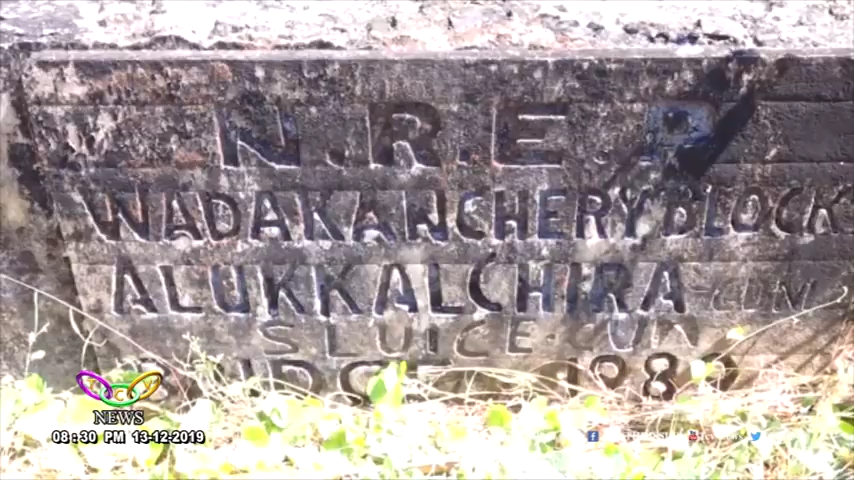 N.R.E.P
WADAKANCHERY BLOCK
ALUKKALCHIRA-CUM
SLUICE-CUM
TCV
NEWS
08:30 PM 13-12-2019